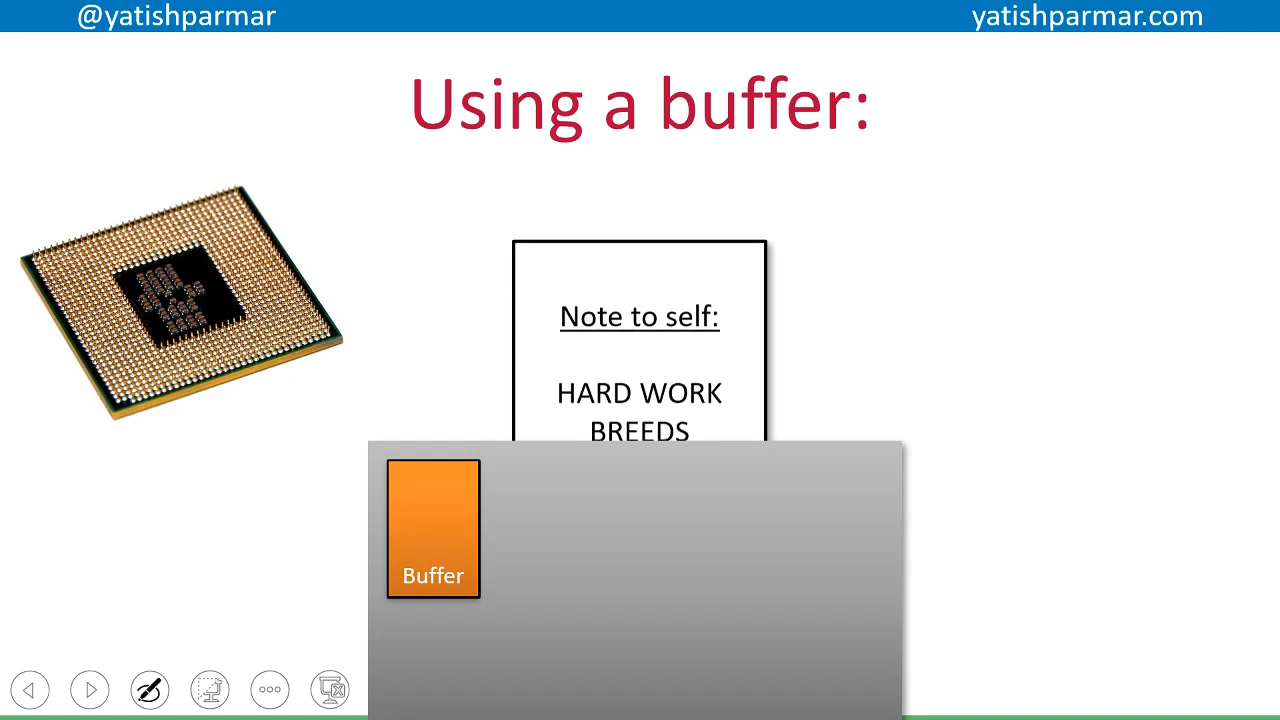 @yatishparmar
yatishparmar.com
Using a buffer:
Note to self:
HARD WORK
BREEDS
Buffer